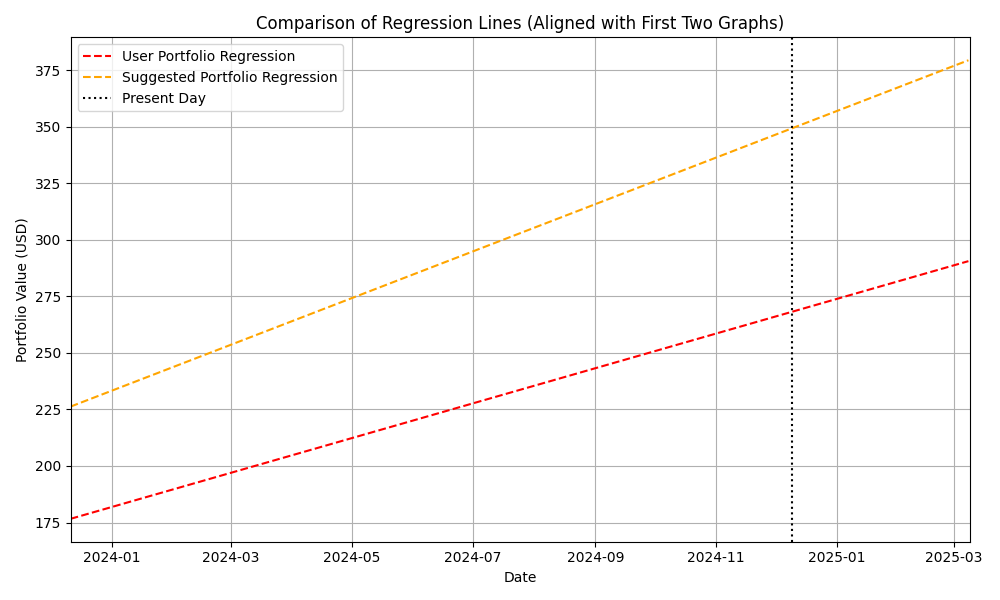 Comparison of Regression Lines (Aligned with First Two Graphs)
User Portfolio Regression
Suggested Portfolio Regression
Present Day
Portfolio Value (USD)
375
350
325
300
275
250
225
200
175
2024-01 2024-03 2024-05 2024-07 2024-09 2024-11 2025-01 2025-03
Date